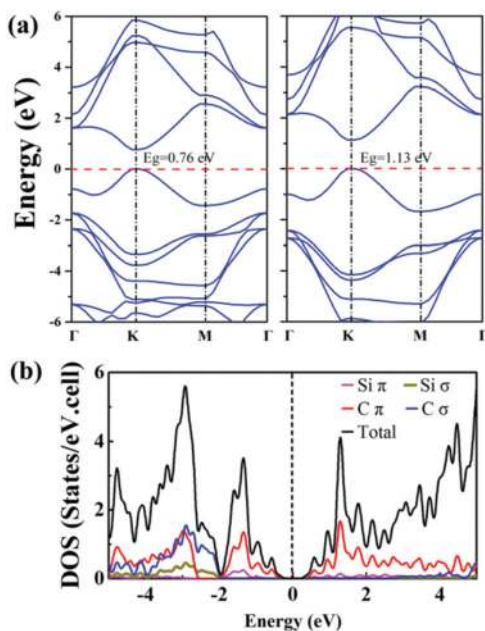 (a)
Energy (eV)
6
4
2
0
-2
-4
-6
Eg=0.76 eV
Eg=1.13 eV
Γ K M Γ Γ K M Γ
(b)
DOS (States/eV.cell)
6
4
2
0
Si π Si σ
C π C σ
Total
-4 -2 0 2 4
Energy (eV)